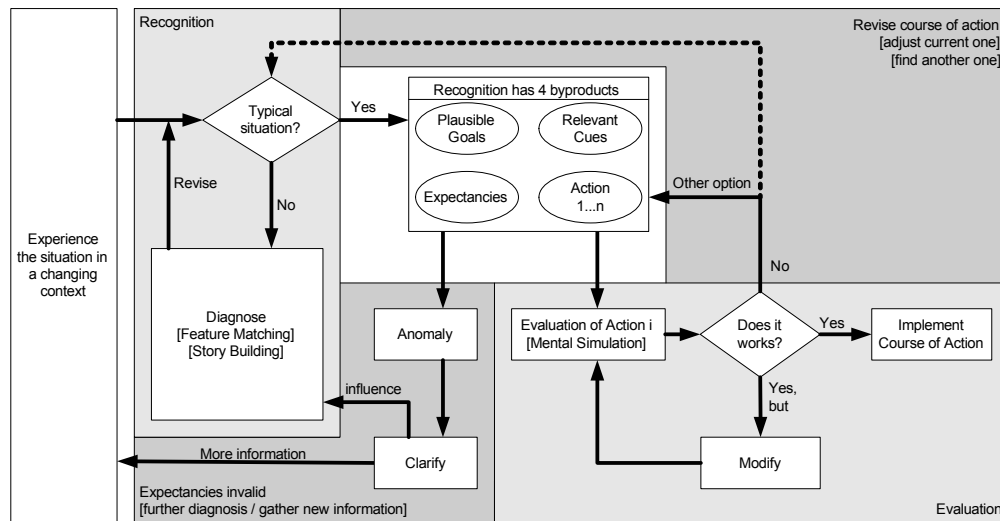 Recognition
Revise course of action
[adjust current one]
[find another one]
Typical
situation?
Yes
Recognition has 4 byproducts
Plausible
Goals
Relevant
Cues
Expectancies
Action
1...n
Other option
Revise
No
No
Experience
the situation in
a changing
context
Diagnose
[Feature Matching]
[Story Building]
Anomaly
Evaluation of Action i
[Mental Simulation]
Does it
works?
Yes
Implement
Course of Action
influence
Yes,
but
More information
Clarify
Modify
Expectancies invalid
[further diagnosis / gather new information]
Evaluation